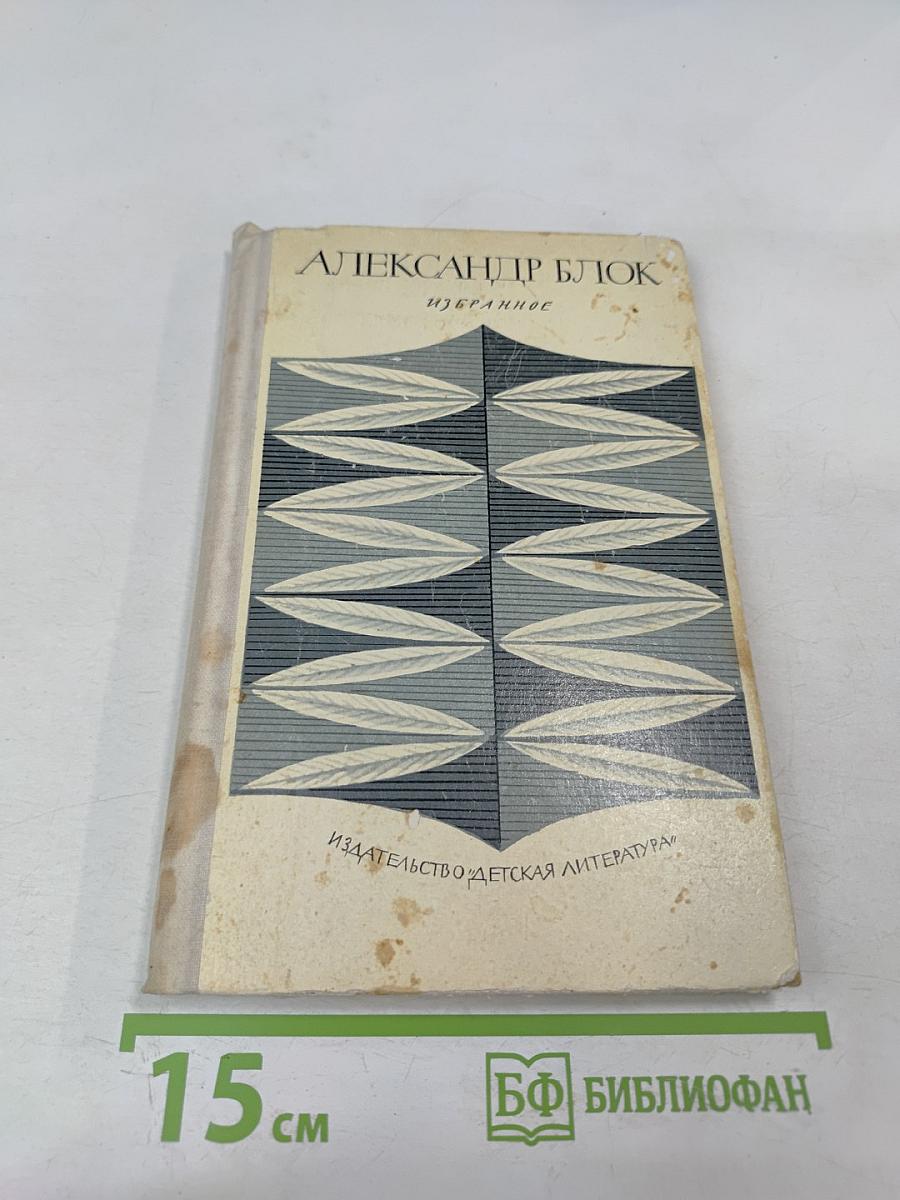 АЛЕКСАНДР БЛОК
ИЗБРАННОЕ
ИЗДАТЕЛЬСТВО „ДЕТСКАЯ ЛИТЕРАТУРА"
15 см
БФ БИБЛИОФАН